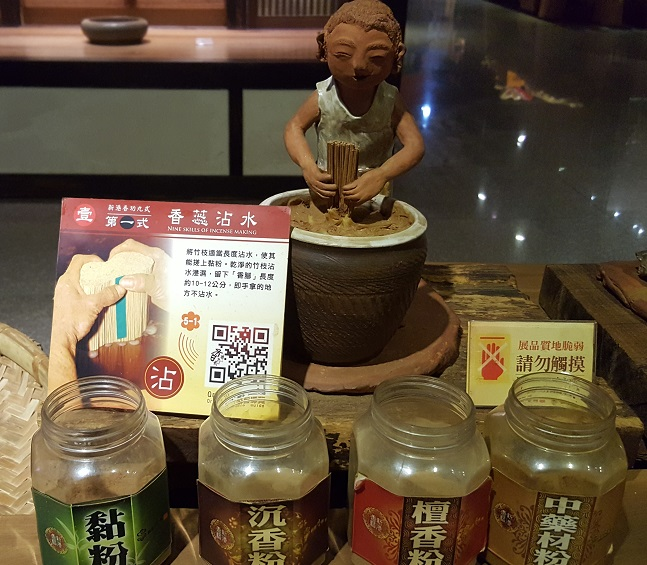 壹
新港香功九式
第一式
香蕊沾水
NINE SKILLS OF INCENSE MAKING
將竹枝適當長度沾水,使其
能搓上黏粉。乾淨的竹枝沾
水浸濕,留下「香腳」長度
約10-12公分,即手拿的地
方不沾水。
5-1
沾
展品質地脆弱
請勿觸摸
黏粉
沉香粉
檀香粉
中藥材粉